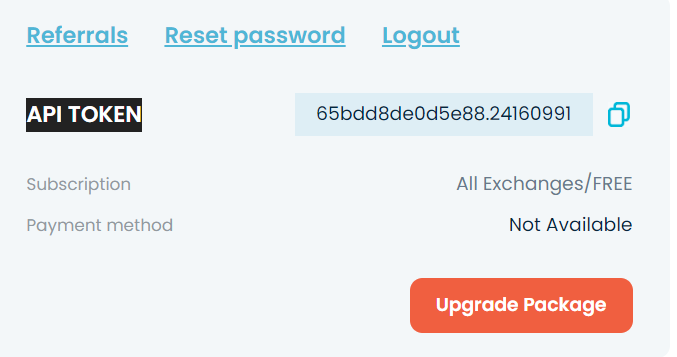 Referrals Reset password Logout
API TOKEN 65bdd8de0d5e88.24160991
Subscription All Exchanges/FREE
Payment method Not Available
Upgrade Package